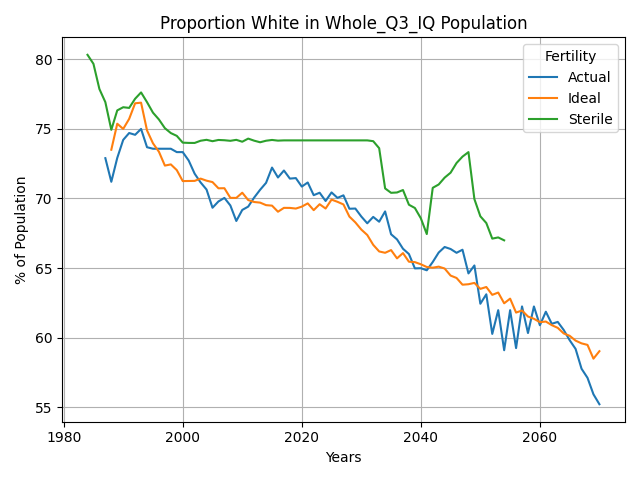 Proportion White in Whole_Q3_IQ Population
% of Population
80
75
70
65
60
55
Fertility
Actual
Ideal
Sterile
1980
2000
2020
2040
2060
Years